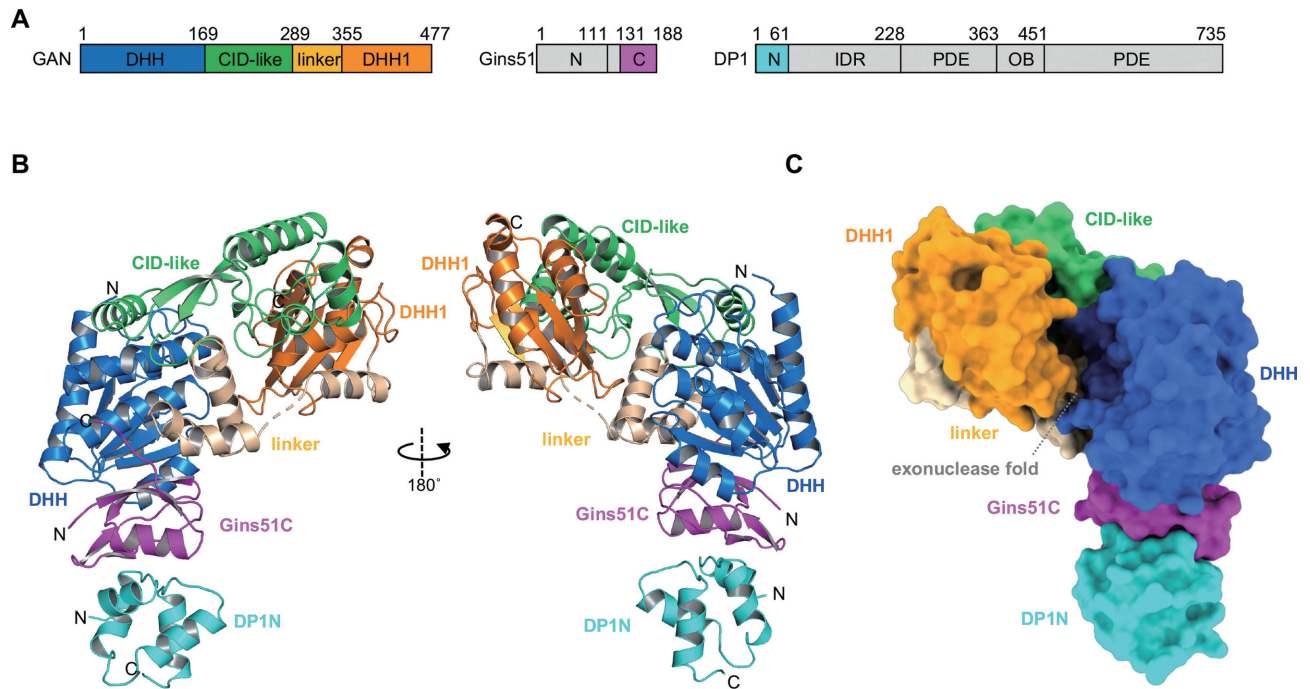 A
1 169 289 355 477
GAN DHH CID-like linker DHH1
1 111 131 188
Gins51 N C
1 61 228 363 451 735
DP1 N IDR PDE OB PDE
B
CID-like
N
C
DHH1
linker
C
DHH
Gins51C
N
N
DP1N
C
180°
C
CID-like
N
DHH1
linker
DHH
Gins51C
N
N
DP1N
C
C
CID-like
DHH1
DHH
linker
exonuclease fold
Gins51C
DP1N